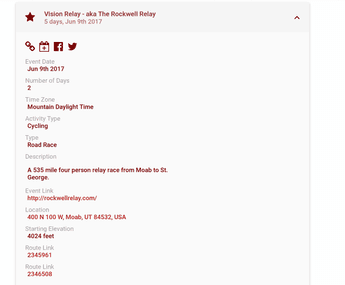 Vision Relay - aka The Rockwell Relay
5 days, Jun 9th 2017
Event Date
Jun 9th 2017
Number of Days
2
Time Zone
Mountain Daylight Time
Activity Type
Cycling
Type
Road Race
Description
A 535 mile four person relay race from Moab to St.
George.
Event Link
http://rockwellrelay.com/
Location
400 N 100 W, Moab, UT 84532, USA
Starting Elevation
4024 feet
Route Link
2345961
Route Link
2346508